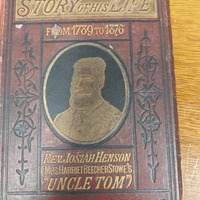 STORY OF HIS LIFE
FROM 1789 TO 1876
REV. JOSIAH HENSON
MRS HARRIET BEECHER STOWE'S
"UNCLE TOM"